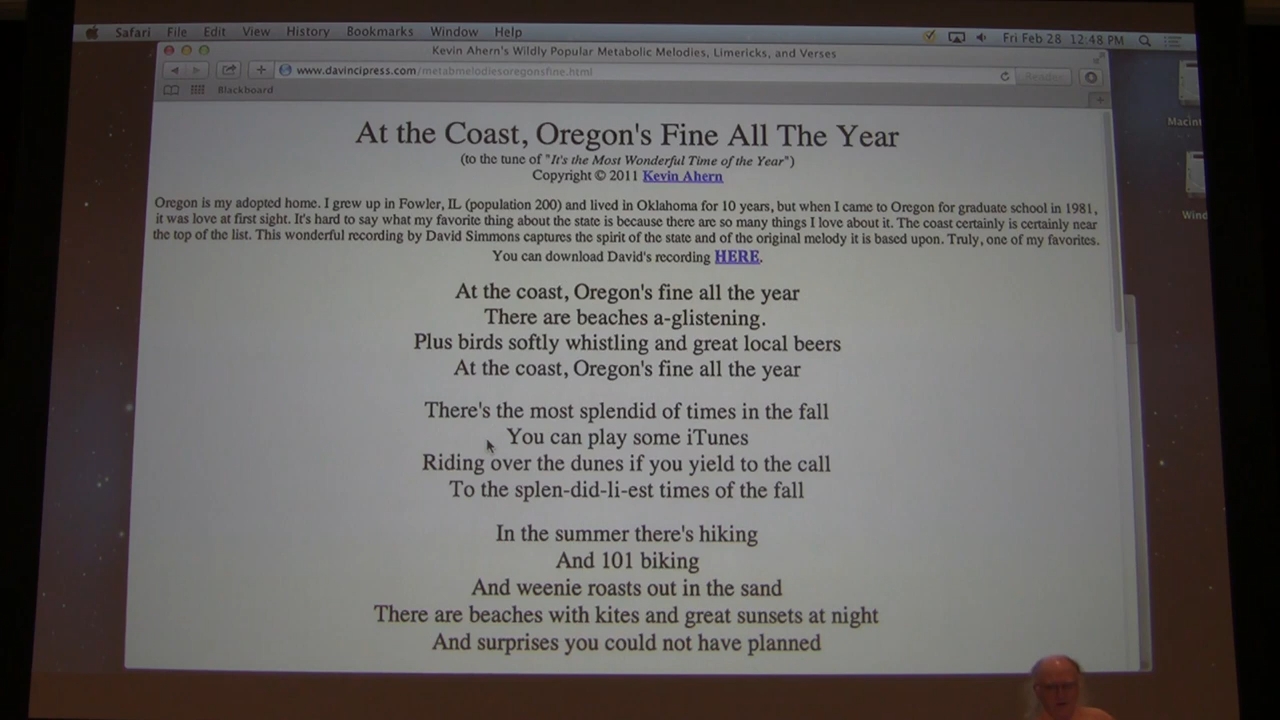 Safari File Edit View History Bookmarks Window Help Fri Feb 28 12:48 PM
Kevin Ahern's Wildly Popular Metabolic Melodies, Limericks, and Verses
www.davincipress.com/metabmelodiesoregonsfine.html Reader
Blackboard
Macint
Wind
At the Coast, Oregon's Fine All The Year
(to the tune of "It's the Most Wonderful Time of the Year")
Copyright © 2011 Kevin Ahern
Oregon is my adopted home. I grew up in Fowler, IL (population 200) and lived in Oklahoma for 10 years, but when I came to Oregon for graduate school in 1981,
it was love at first sight. It's hard to say what my favorite thing about the state is because there are so many things I love about it. The coast certainly is certainly near
the top of the list. This wonderful recording by David Simmons captures the spirit of the state and of the original melody it is based upon. Truly, one of my favorites.
You can download David's recording HERE.
At the coast, Oregon's fine all the year
There are beaches a-glistening.
Plus birds softly whistling and great local beers
At the coast, Oregon's fine all the year
There's the most splendid of times in the fall
You can play some iTunes
Riding over the dunes if you yield to the call
To the splen-did-li-est times of the fall
In the summer there's hiking
And 101 biking
And weenie roasts out in the sand
There are beaches with kites and great sunsets at night
And surprises you could not have planned